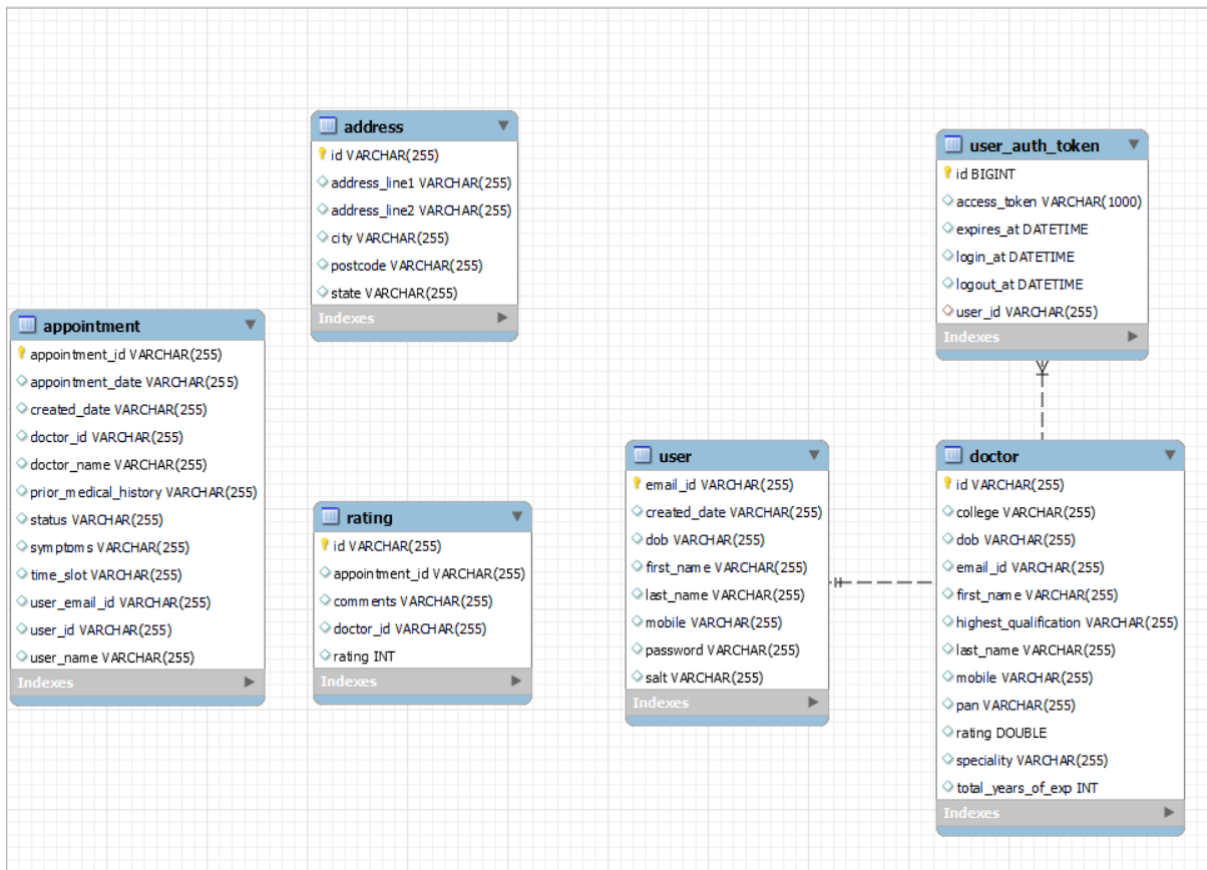 address
id VARCHAR(255)
address_line1 VARCHAR(255)
address_line2 VARCHAR(255)
city VARCHAR(255)
postcode VARCHAR(255)
state VARCHAR(255)
Indexes
user_auth_token
id BIGINT
access_token VARCHAR(1000)
expires_at DATETIME
login_at DATETIME
logout_at DATETIME
user_id VARCHAR(255)
Indexes
appointment
appointment_id VARCHAR(255)
appointment_date VARCHAR(255)
created_date VARCHAR(255)
doctor_id VARCHAR(255)
doctor_name VARCHAR(255)
prior_medical_history VARCHAR(255)
status VARCHAR(255)
symptoms VARCHAR(255)
time_slot VARCHAR(255)
user_email_id VARCHAR(255)
user_id VARCHAR(255)
user_name VARCHAR(255)
Indexes
rating
id VARCHAR(255)
appointment_id VARCHAR(255)
comments VARCHAR(255)
doctor_id VARCHAR(255)
rating INT
Indexes
user
email_id VARCHAR(255)
created_date VARCHAR(255)
dob VARCHAR(255)
first_name VARCHAR(255)
last_name VARCHAR(255)
mobile VARCHAR(255)
password VARCHAR(255)
salt VARCHAR(255)
Indexes
doctor
id VARCHAR(255)
college VARCHAR(255)
dob VARCHAR(255)
email_id VARCHAR(255)
first_name VARCHAR(255)
highest_qualification VARCHAR(255)
last_name VARCHAR(255)
mobile VARCHAR(255)
pan VARCHAR(255)
rating DOUBLE
speciality VARCHAR(255)
total_years_of_exp INT
Indexes